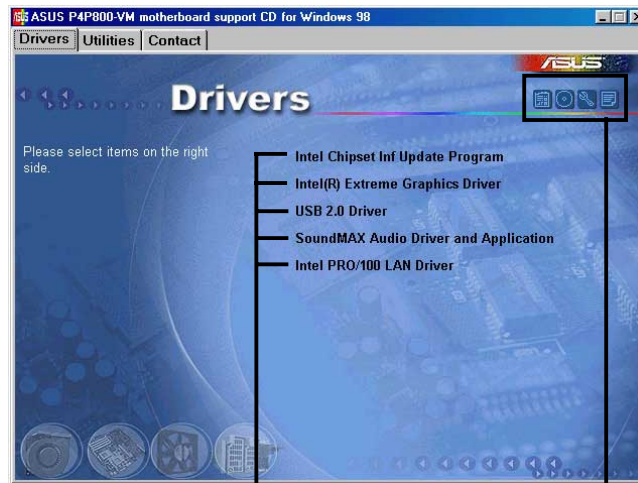 ASUS P4P800-VM motherboard support CD for Windows 98
Drivers Utilities Contact
ASUS
Drivers
Please select items on the right
side.
Intel Chipset Inf Update Program
Intel(R) Extreme Graphics Driver
USB 2.0 Driver
SoundMAX Audio Driver and Application
Intel PRO/100 LAN Driver